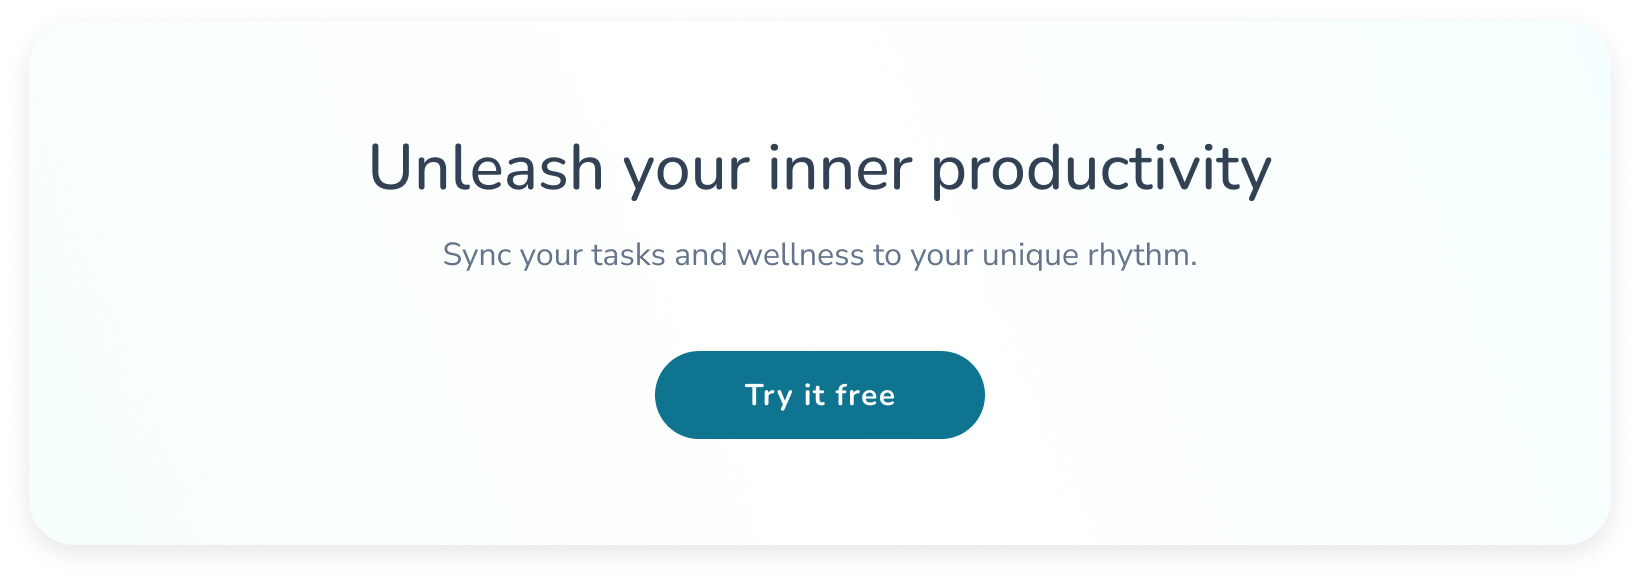 Unleash your inner productivity
Sync your tasks and wellness to your unique rhythm.
Try it free